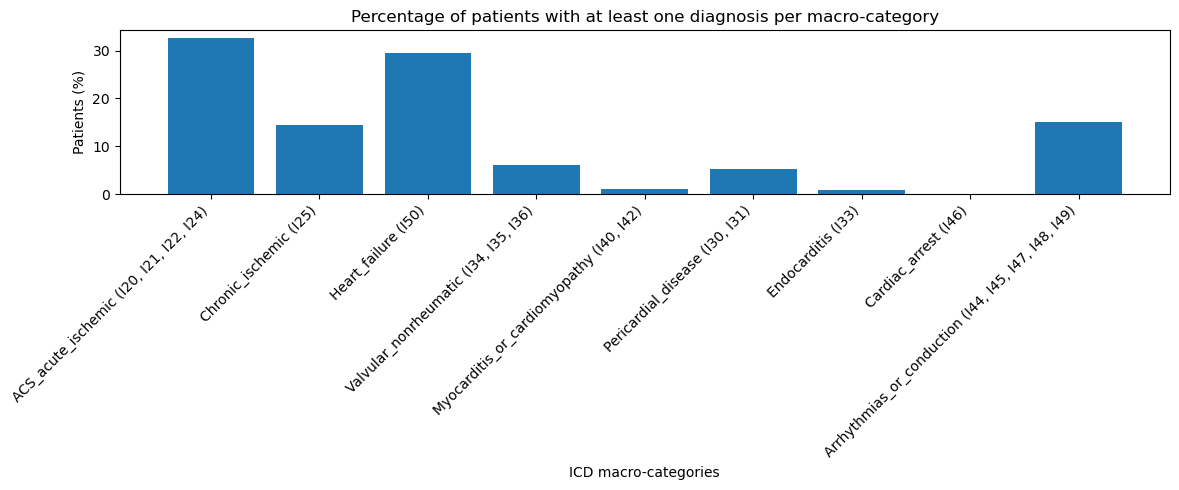 Percentage of patients with at least one diagnosis per macro-category
Patients (%)
30
20
10
0
ACS_acute_ischemic (I20, I21, I22, I24)
Chronic_ischemic (I25)
Heart_failure (I50)
Valvular_nonrheumatic (I34, I35, I36)
Myocarditis_or_cardiomyopathy (I40, I42)
Pericardial_disease (I30, I31)
Endocarditis (I33)
Cardiac_arrest (I46)
Arrhythmias_or_conduction (I44, I45, I47, I48, I49)
ICD macro-categories